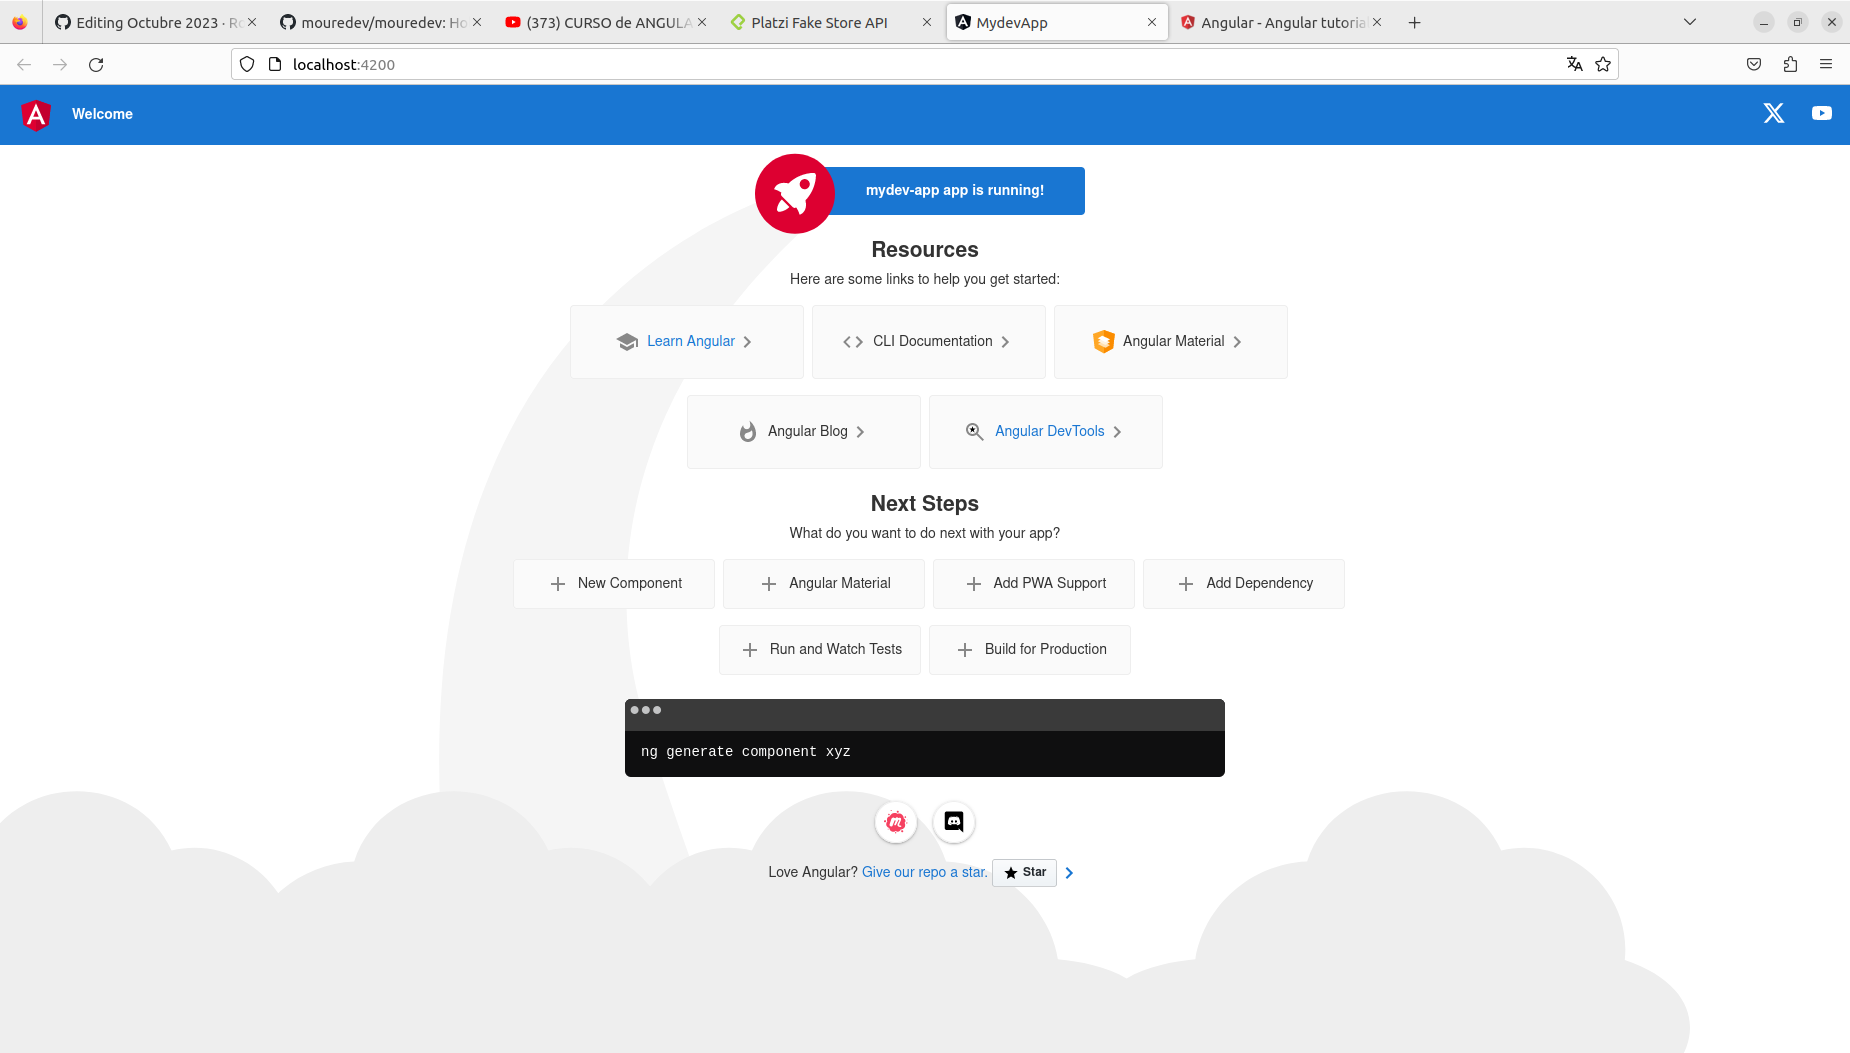 Editing Octubre 2023 · Ro
mouredev/mouredev: Ho
(373) CURSO de ANGULA
Platzi Fake Store API
MydevApp
Angular - Angular tutorial
localhost:4200
Welcome
mydev-app app is running!
Resources
Here are some links to help you get started:
Learn Angular
CLI Documentation
Angular Material
Angular Blog
Angular DevTools
Next Steps
What do you want to do next with your app?
New Component
Angular Material
Add PWA Support
Add Dependency
Run and Watch Tests
Build for Production
ng generate component xyz
Love Angular? Give our repo a star. Star